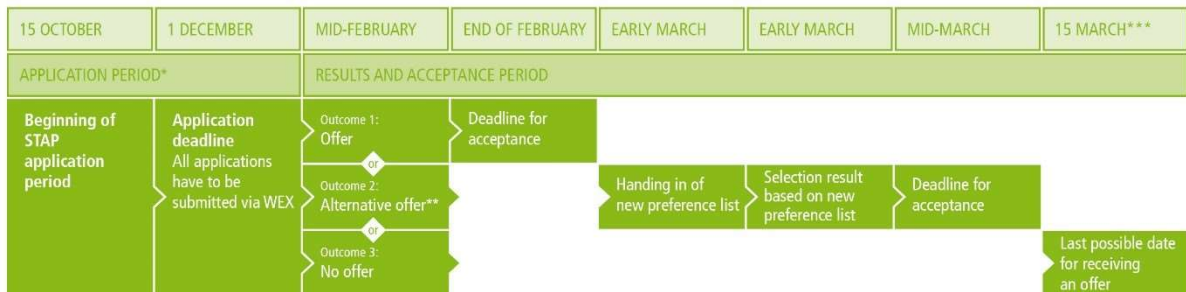 15 OCTOBER
1 DECEMBER
MID-FEBRUARY
END OF FEBRUARY
EARLY MARCH
EARLY MARCH
MID-MARCH
15 MARCH***
APPLICATION PERIOD*
RESULTS AND ACCEPTANCE PERIOD
Beginning of
STAP
application
period
Application
deadline
All applications
have to be
submitted via WEX
Outcome 1:
Offer
or
Outcome 2:
Alternative offer**
or
Outcome 3:
No offer
Deadline for
acceptance
Handing in of
new preference list
Selection result
based on new
preference list
Deadline for
acceptance
Last possible date
for receiving
an offer